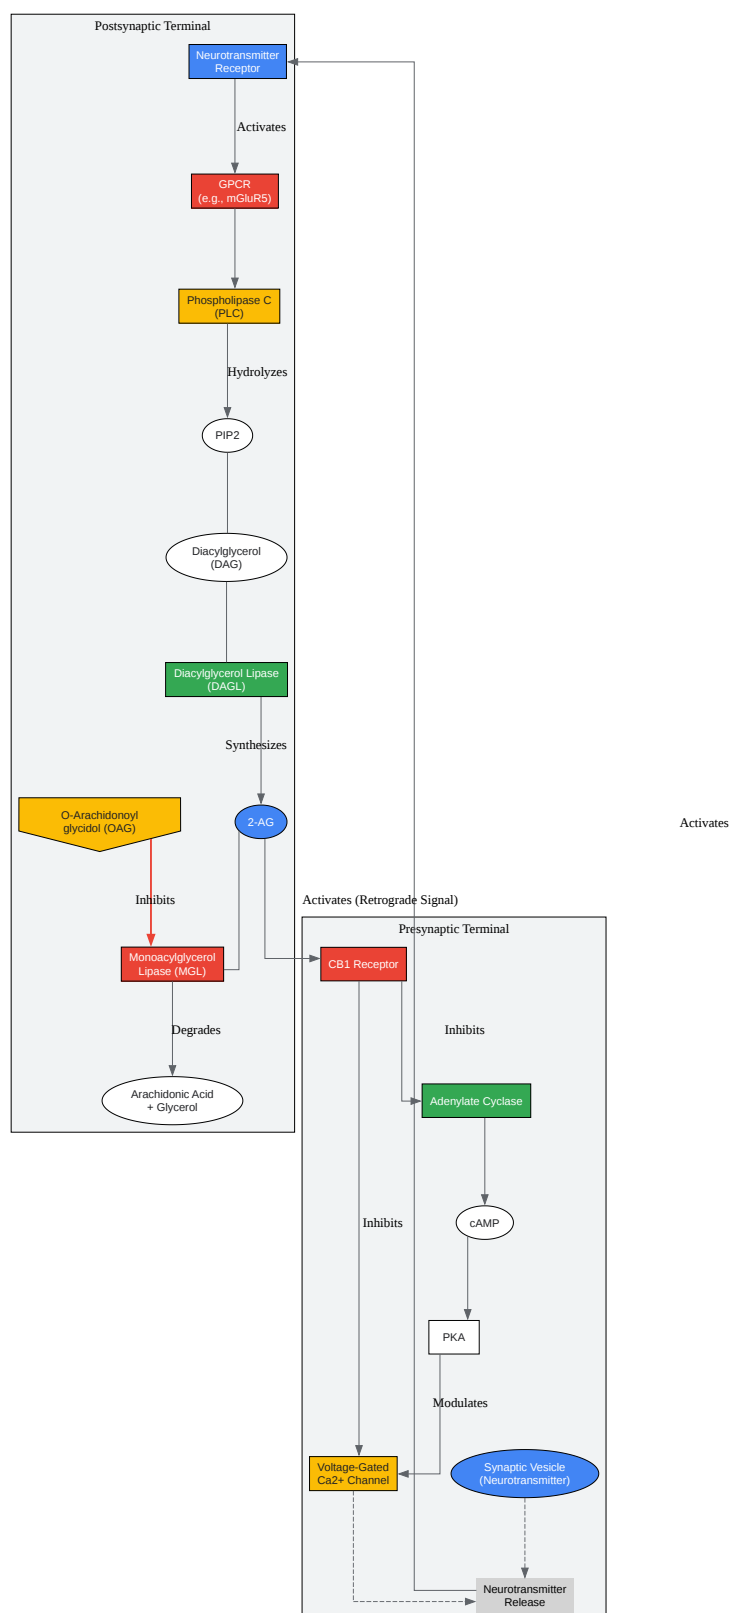 Postsynaptic Terminal
Neurotransmitter
Receptor
Activates
GPCR
(e.g., mGluR5)
Phospholipase C
(PLC)
Hydrolyzes
PIP2
Diacylglycerol
(DAG)
Diacylglycerol Lipase
(DAGL)
Synthesizes
O-Arachidonoyl
glycidol (OAG)
2-AG
Activates
Inhibits
Activates (Retrograde Signal)
Presynaptic Terminal
Monoacylglycerol
Lipase (MGL)
CB1 Receptor
Degrades
Inhibits
Arachidonic Acid
+ Glycerol
Adenylate Cyclase
Inhibits
cAMP
PKA
Modulates
Voltage-Gated
Ca2+ Channel
Synaptic Vesicle
(Neurotransmitter)
Neurotransmitter
Release